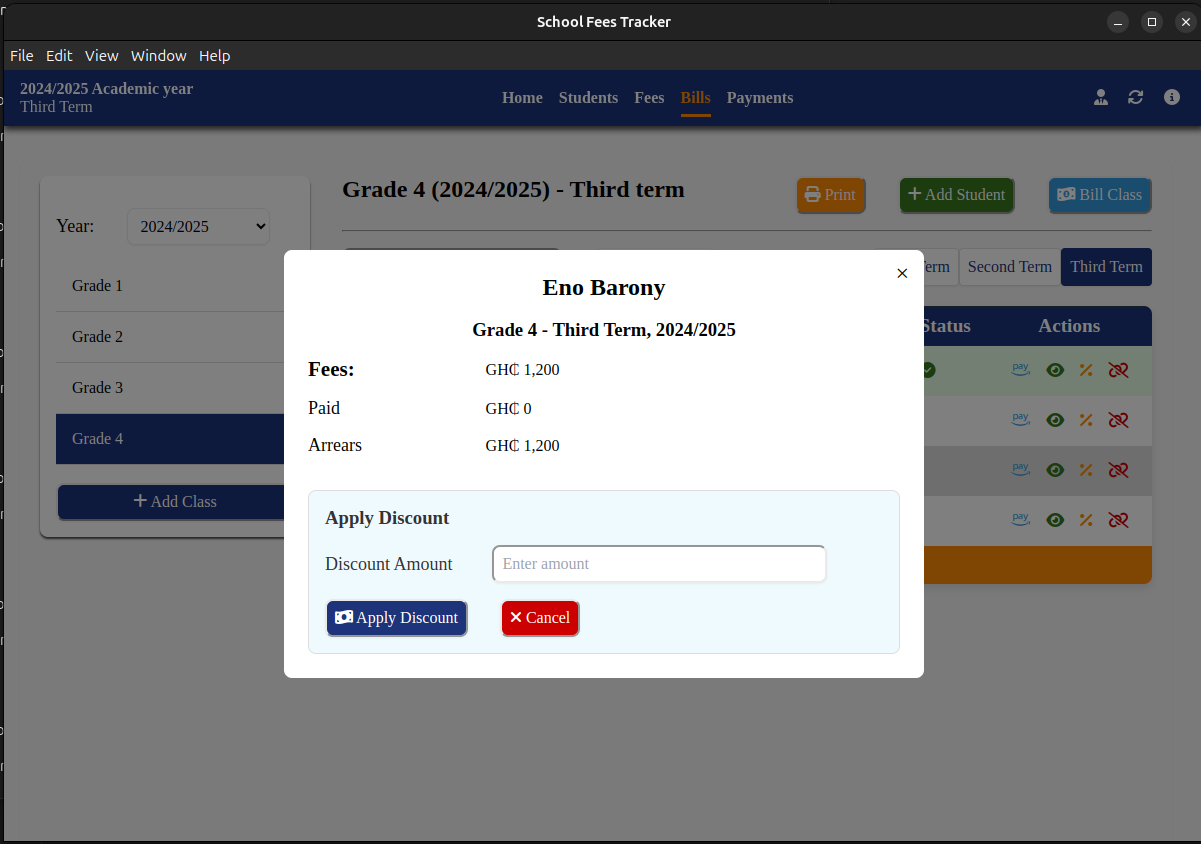 School Fees Tracker
File Edit View Window Help
2024/2025 Academic year
Third Term
Home Students Fees Bills Payments
Year: 2024/2025
Grade 1
Grade 2
Grade 3
Grade 4
Add Class
Grade 4 (2024/2025) - Third term
Print Add Student Bill Class
Second Term Third Term
Status Actions
pay
pay
pay
pay
Eno Barony
Grade 4 - Third Term, 2024/2025
Fees: GH₵ 1,200
Paid GH₵ 0
Arrears GH₵ 1,200
Apply Discount
Discount Amount Enter amount
Apply Discount Cancel